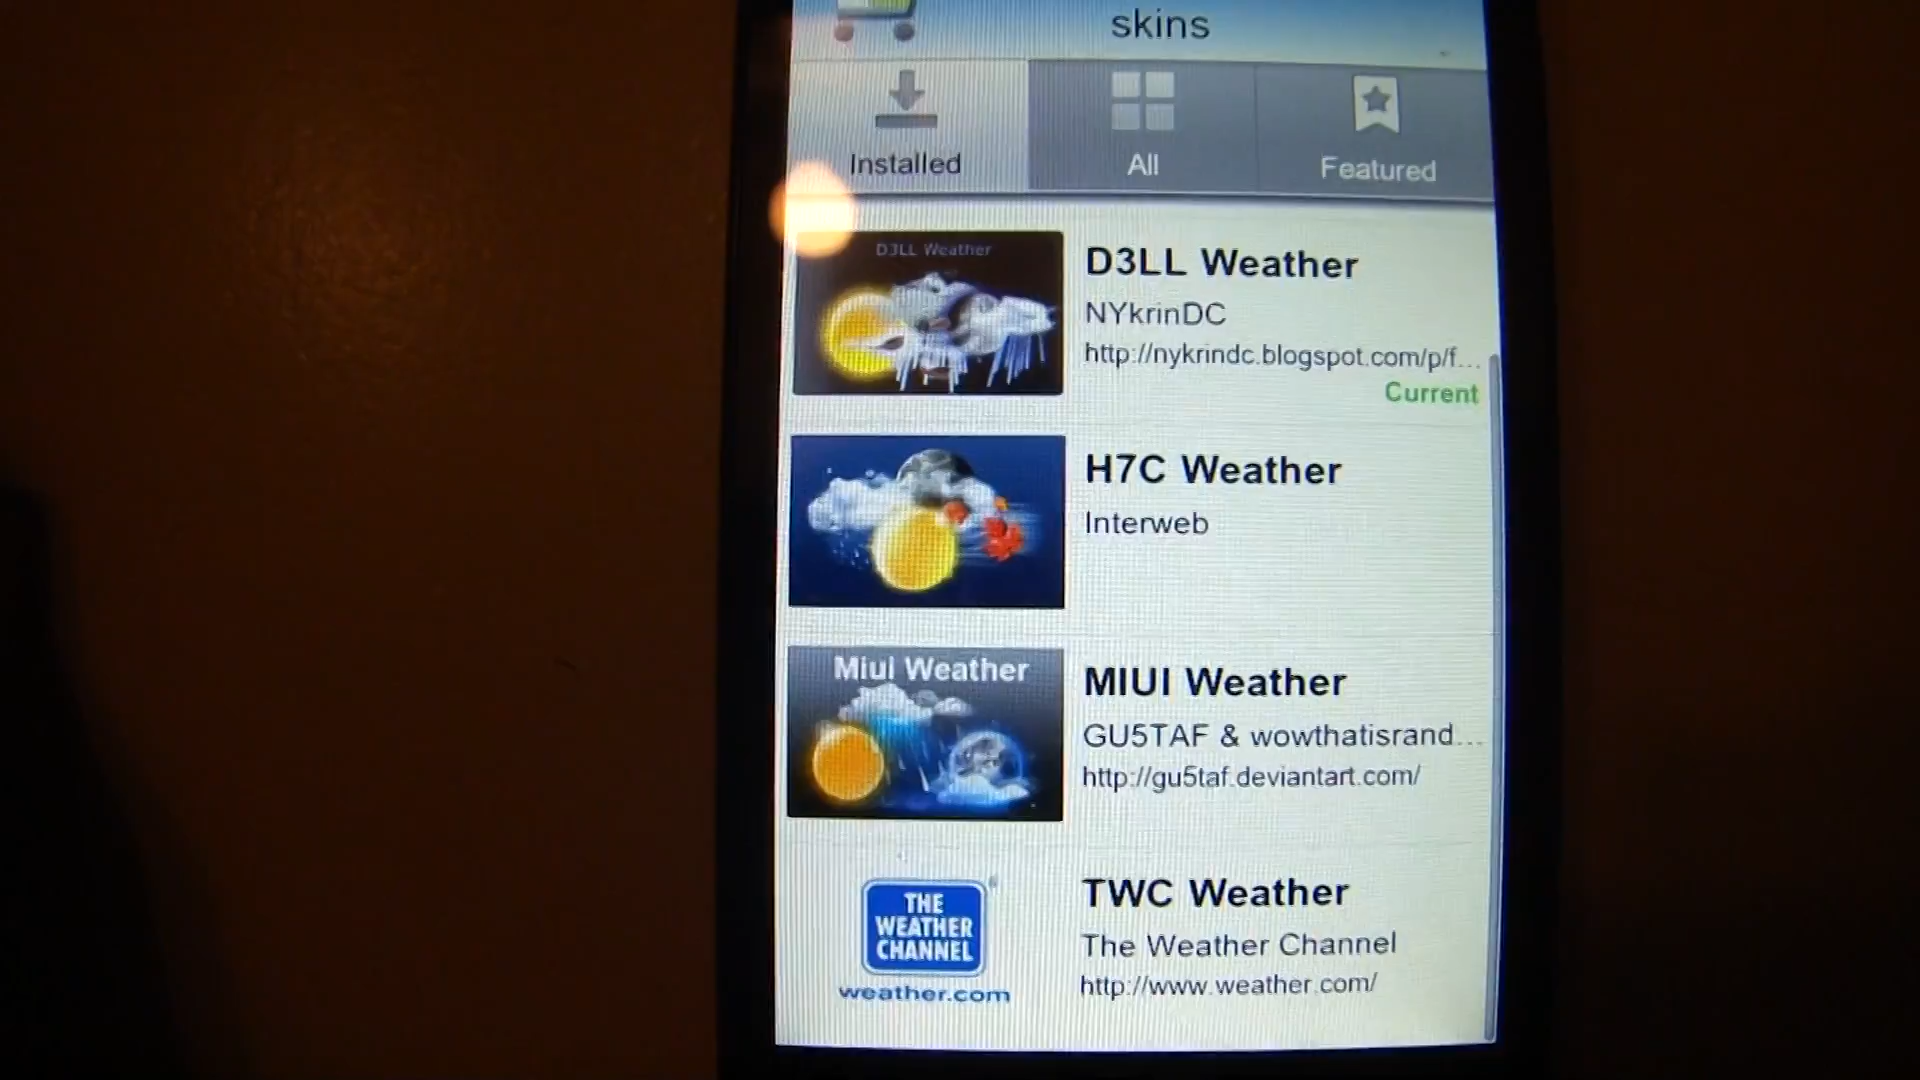 skins
Installed
All
Featured
D3LL Weather
D3LL Weather
NYkrinDC
http://nykrindc.blogspot.com/p/f...
Current
H7C Weather
Interweb
Miui Weather
MIUI Weather
GU5TAF & wowthatisrand...
http://gu5taf.deviantart.com/
THE
WEATHER
CHANNEL
weather.com
TWC Weather
The Weather Channel
http://www.weather.com/